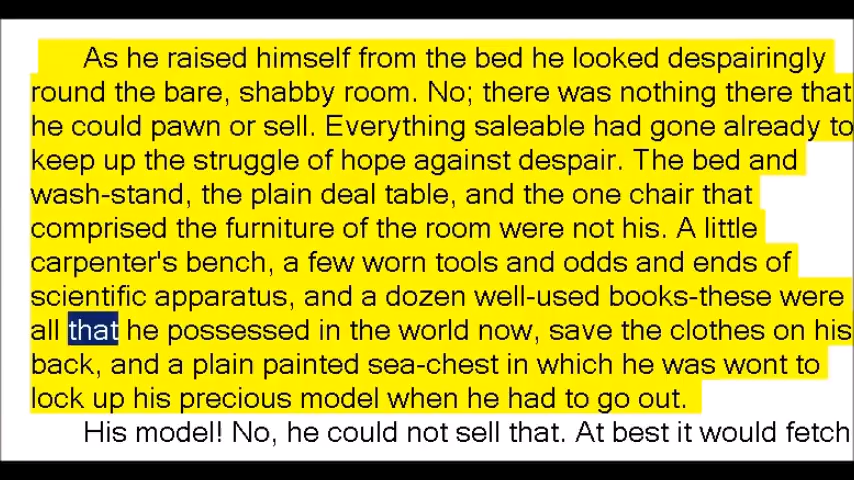 As he raised himself from the bed he looked despairingly
round the bare, shabby room. No; there was nothing there that
he could pawn or sell. Everything saleable had gone already to
keep up the struggle of hope against despair. The bed and
wash-stand, the plain deal table, and the one chair that
comprised the furniture of the room were not his. A little
carpenter's bench, a few worn tools and odds and ends of
scientific apparatus, and a dozen well-used books-these were
all that he possessed in the world now, save the clothes on his
back, and a plain painted sea-chest in which he was wont to
lock up his precious model when he had to go out.
His model! No, he could not sell that. At best it would fetch